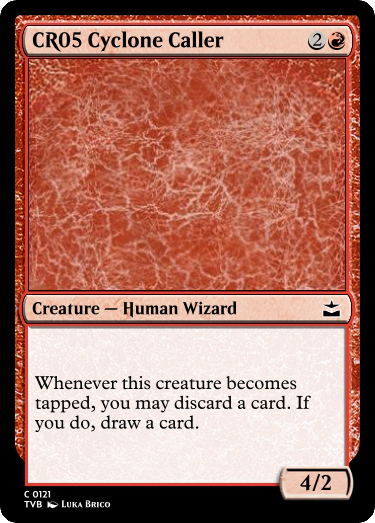 CR05 Cyclone Caller 2
Creature — Human Wizard
Whenever this creature becomes
tapped, you may discard a card. If
you do, draw a card.
4/2
C 0121
TVB Luka Brico